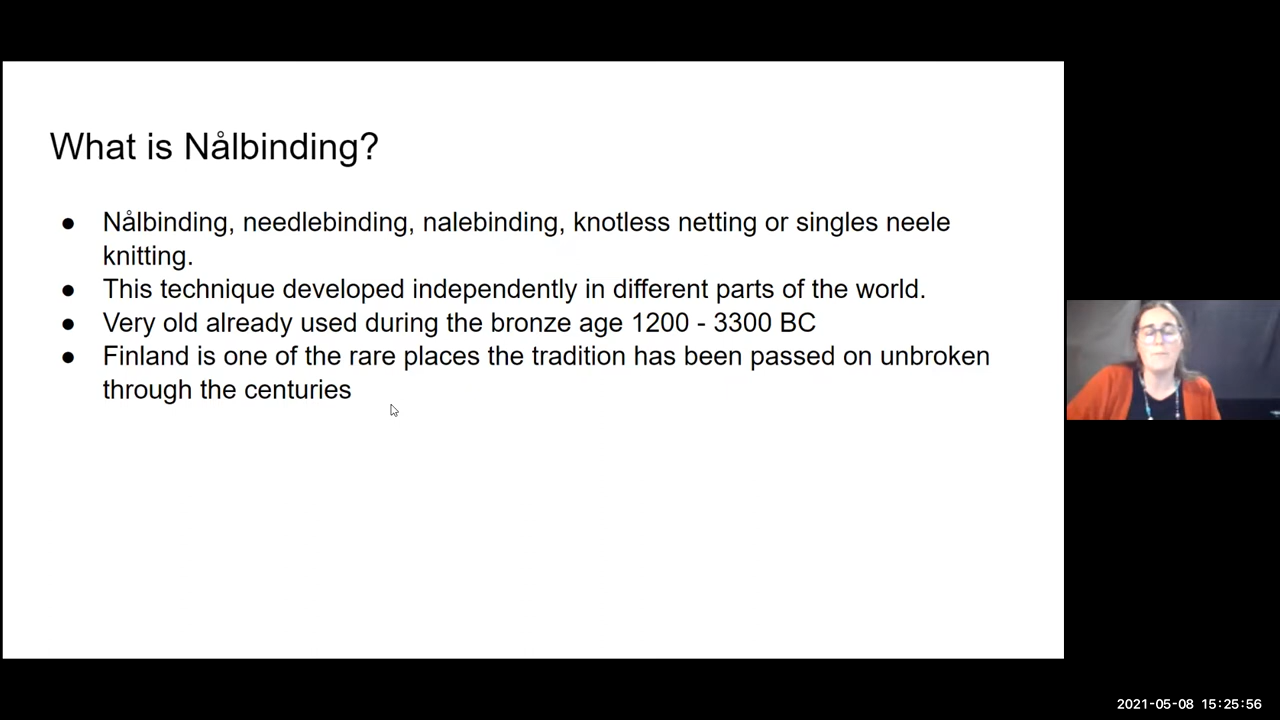 What is Nålbinding?
● Nålbinding, needlebinding, nalebinding, knotless netting or singles neele
knitting.
● This technique developed independently in different parts of the world.
● Very old already used during the bronze age 1200 - 3300 BC
● Finland is one of the rare places the tradition has been passed on unbroken
through the centuries
2021-05-08 15:25:56